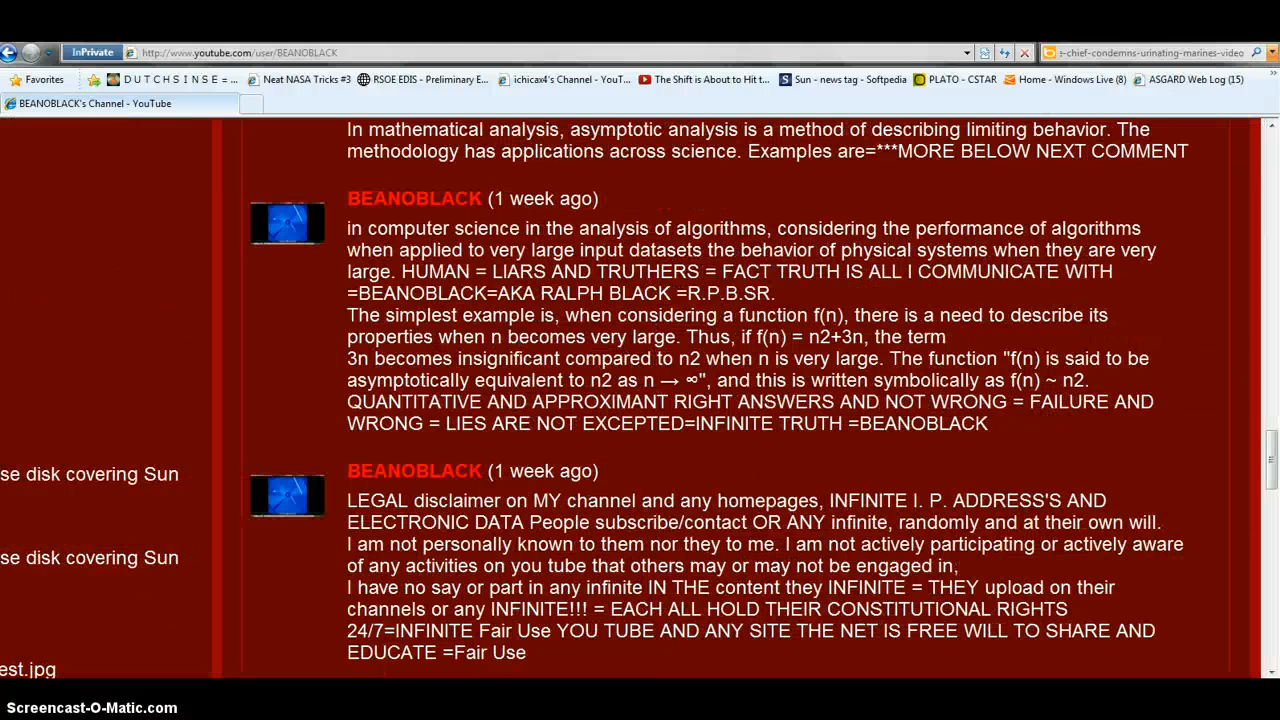 InPrivate
http://www.youtube.com/user/BEANOBLACK
:-chief-condemns-urinating-marines-video
Favorites
D U T C H S I N S E = ...
Neat NASA Tricks #3
RSOE EDIS - Preliminary E...
ichicax4's Channel - YouT...
The Shift is About to Hit t...
Sun - news tag - Softpedia
PLATO - CSTAR
Home - Windows Live (8)
ASGARD Web Log (15)
BEANOBLACK's Channel - YouTube
In mathematical analysis, asymptotic analysis is a method of describing limiting behavior. The
methodology has applications across science. Examples are=***MORE BELOW NEXT COMMENT
BEANOBLACK (1 week ago)
in computer science in the analysis of algorithms, considering the performance of algorithms
when applied to very large input datasets the behavior of physical systems when they are very
large. HUMAN = LIARS AND TRUTHERS = FACT TRUTH IS ALL I COMMUNICATE WITH
=BEANOBLACK=AKA RALPH BLACK =R.P.B.SR.
The simplest example is, when considering a function f(n), there is a need to describe its
properties when n becomes very large. Thus, if f(n) = n2+3n, the term
3n becomes insignificant compared to n2 when n is very large. The function "f(n) is said to be
asymptotically equivalent to n2 as n → ∞", and this is written symbolically as f(n) ~ n2.
QUANTITATIVE AND APPROXIMANT RIGHT ANSWERS AND NOT WRONG = FAILURE AND
WRONG = LIES ARE NOT EXCEPTED=INFINITE TRUTH =BEANOBLACK
BEANOBLACK (1 week ago)
se disk covering Sun
LEGAL disclaimer on MY channel and any homepages, INFINITE I. P. ADDRESS'S AND
ELECTRONIC DATA People subscribe/contact OR ANY infinite, randomly and at their own will.
I am not personally known to them nor they to me. I am not actively participating or actively aware
se disk covering Sun
of any activities on you tube that others may or may not be engaged in,
I have no say or part in any infinite IN THE content they INFINITE = THEY upload on their
channels or any INFINITE!!! = EACH ALL HOLD THEIR CONSTITUTIONAL RIGHTS
24/7=INFINITE Fair Use YOU TUBE AND ANY SITE THE NET IS FREE WILL TO SHARE AND
EDUCATE =Fair Use
est.jpg
Screencast-O-Matic.com